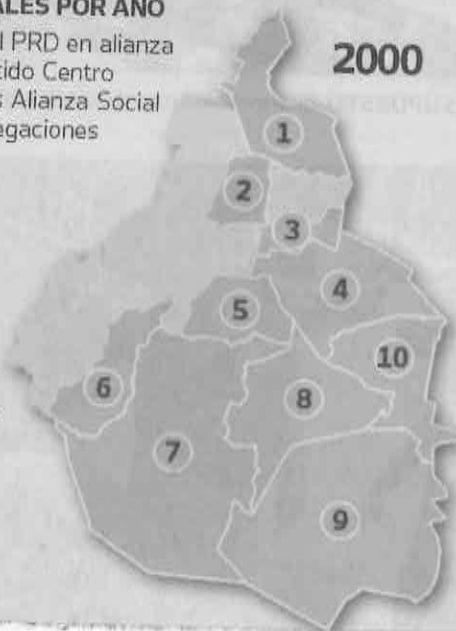 ALES POR AÑO
l PRD en alianza
tido Centro
s Alianza Social
egaciones
2000
1
2
3
4
5
10
6
8
7
9